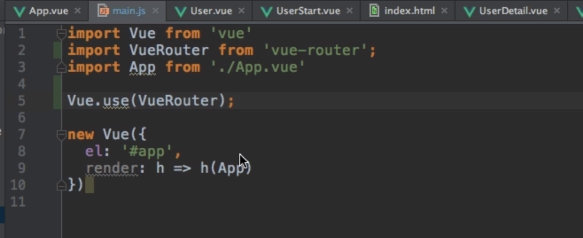 App.vue × main.js × User.vue × UserStart.vue × index.html × UserDetail.vue ×
1 import Vue from 'vue'
2 import VueRouter from 'vue-router';
3 import App from './App.vue'
4
5 Vue.use(VueRouter);
6
7 new Vue({
8   el: '#app',
9   render: h => h(App)
10 })
11